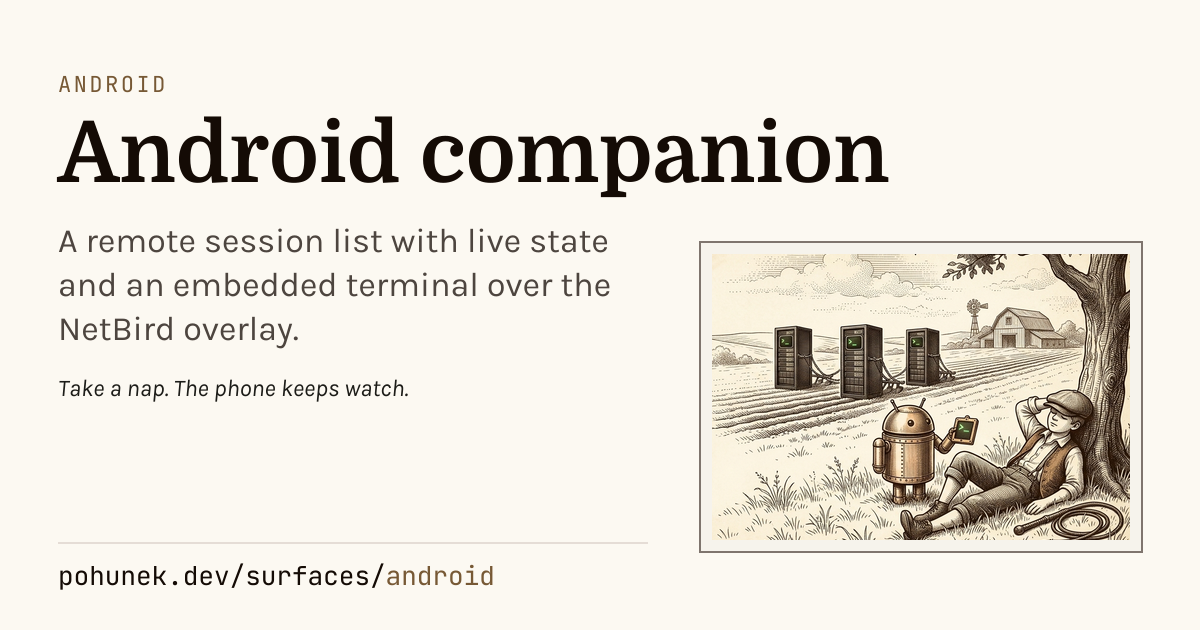 ANDROID
Android companion
A remote session list with live state
and an embedded terminal over the
NetBird overlay.
Take a nap. The phone keeps watch.
pohunek.dev/surfaces/android